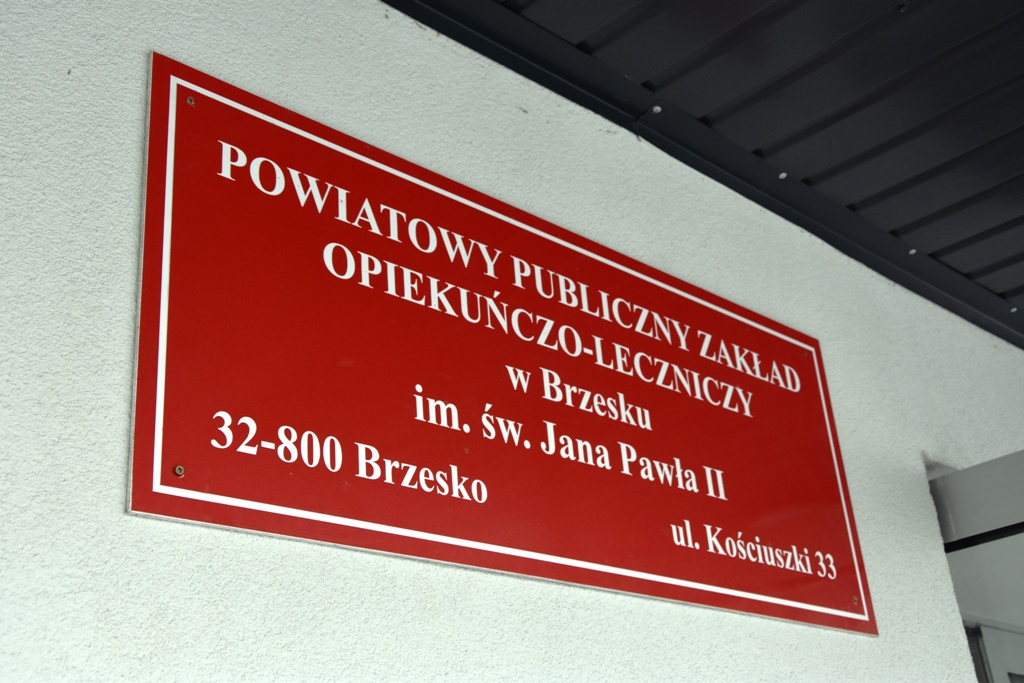 POWIATOWY PUBLICZNY ZAKŁAD
OPIEKUŃCZO-LECZNICZY
w Brzesku
im. św. Jana Pawła II
32-800 Brzesko
ul. Kościuszki 33